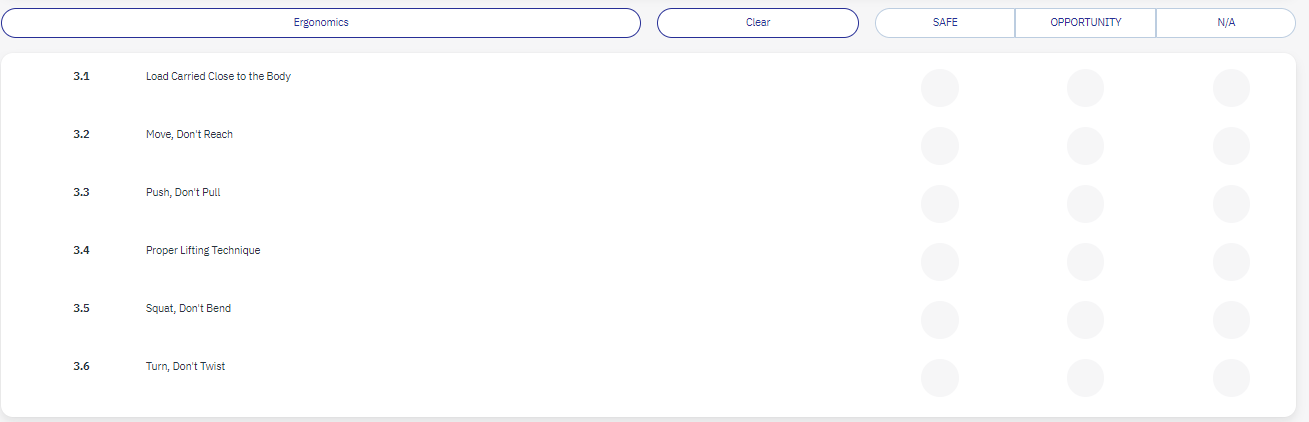 Ergonomics Clear SAFE OPPORTUNITY N/A
3.1 Load Carried Close to the Body
3.2 Move, Don't Reach
3.3 Push, Don't Pull
3.4 Proper Lifting Technique
3.5 Squat, Don't Bend
3.6 Turn, Don't Twist